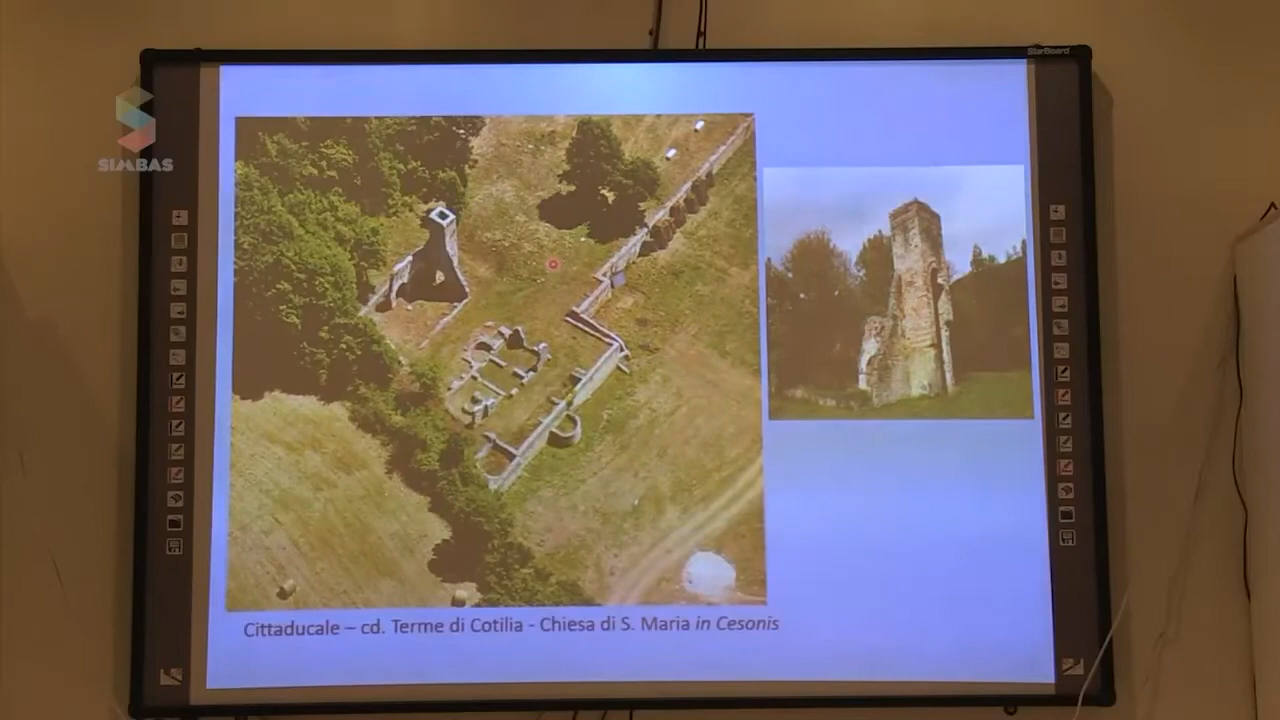 StarBoard
SIMBAS
Cittaducale – cd. Terme di Cotilia - Chiesa di S. Maria in Cesonis